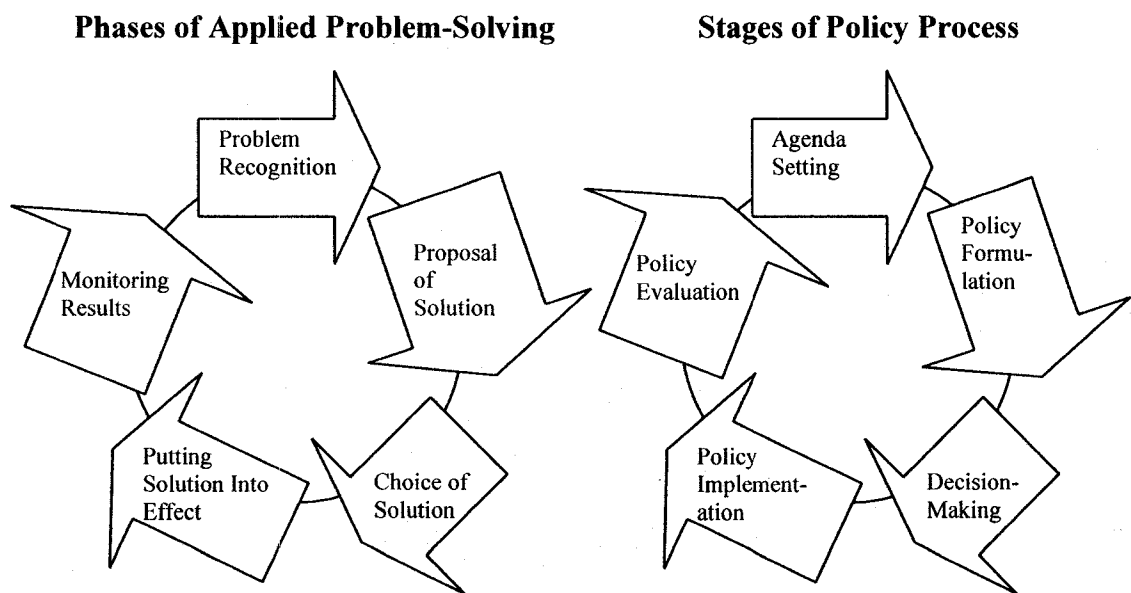 Phases of Applied Problem-Solving
Problem
Recognition
Proposal
of
Solution
Choice of
Solution
Putting
Solution Into
Effect
Monitoring
Results
Stages of Policy Process
Agenda
Setting
Policy
Formu-
lation
Decision-
Making
Policy
Implement-
ation
Policy
Evaluation